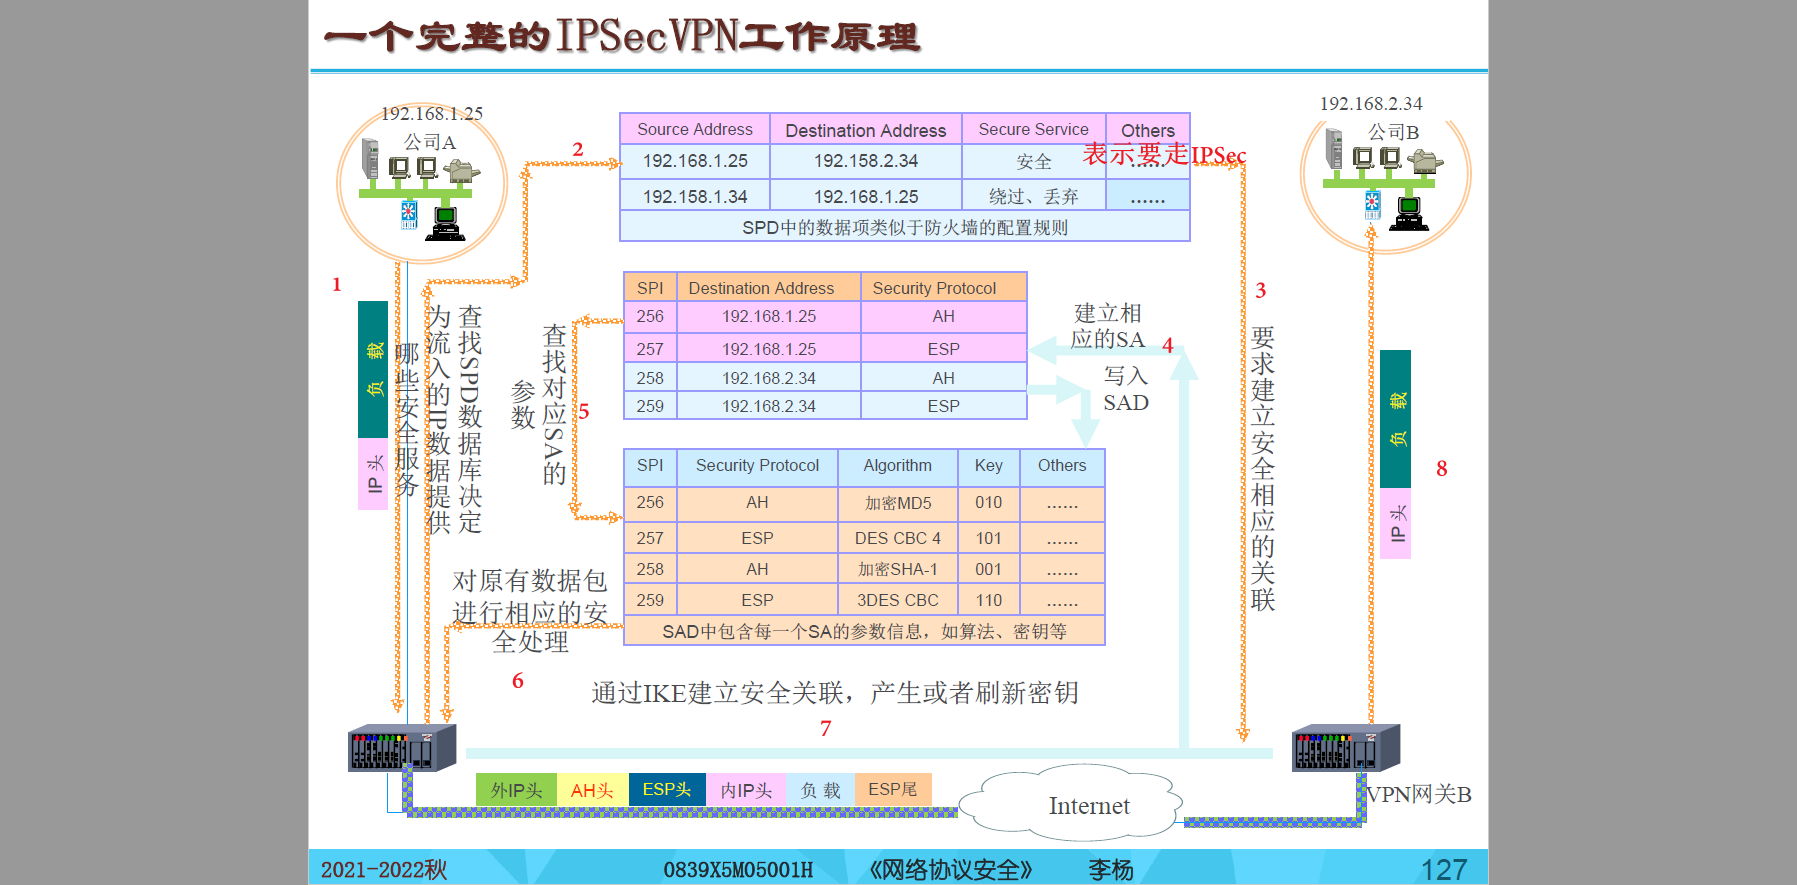 一个完整的IPSecVPN工作原理
192.168.1.25
公司A
192.168.2.34
公司B
Source Address Destination Address Secure Service Others
192.168.1.25 192.158.2.34 安全 ......
表示要走IPSec
192.158.1.34 192.168.1.25 绕过、丢弃 ......
SPD中的数据项类似于防火墙的配置规则
1
2
3
负 载
IP 头
查找SPD数据库决定
为流入的IP数据提供
哪些安全服务
SPI Destination Address Security Protocol
256 192.168.1.25 AH
257 192.168.1.25 ESP
258 192.168.2.34 AH
259 192.168.2.34 ESP
查找对应SA的
参数
5
建立相
应的SA
4
写入
SAD
要求建立安全相应的关联
SPI Security Protocol Algorithm Key Others
256 AH 加密MD5 010 ......
257 ESP DES CBC 4 101 ......
258 AH 加密SHA-1 001 ......
259 ESP 3DES CBC 110 ......
SAD中包含每一个SA的参数信息，如算法、密钥等
对原有数据包
进行相应的安
全处理
6
负 载
IP 头
8
通过IKE建立安全关联，产生或者刷新密钥
7
外IP头 AH头 ESP头 内IP头 负 载 ESP尾
Internet
VPN网关B
2021-2022秋 0839X5M05001H 《网络协议安全》 李杨 127